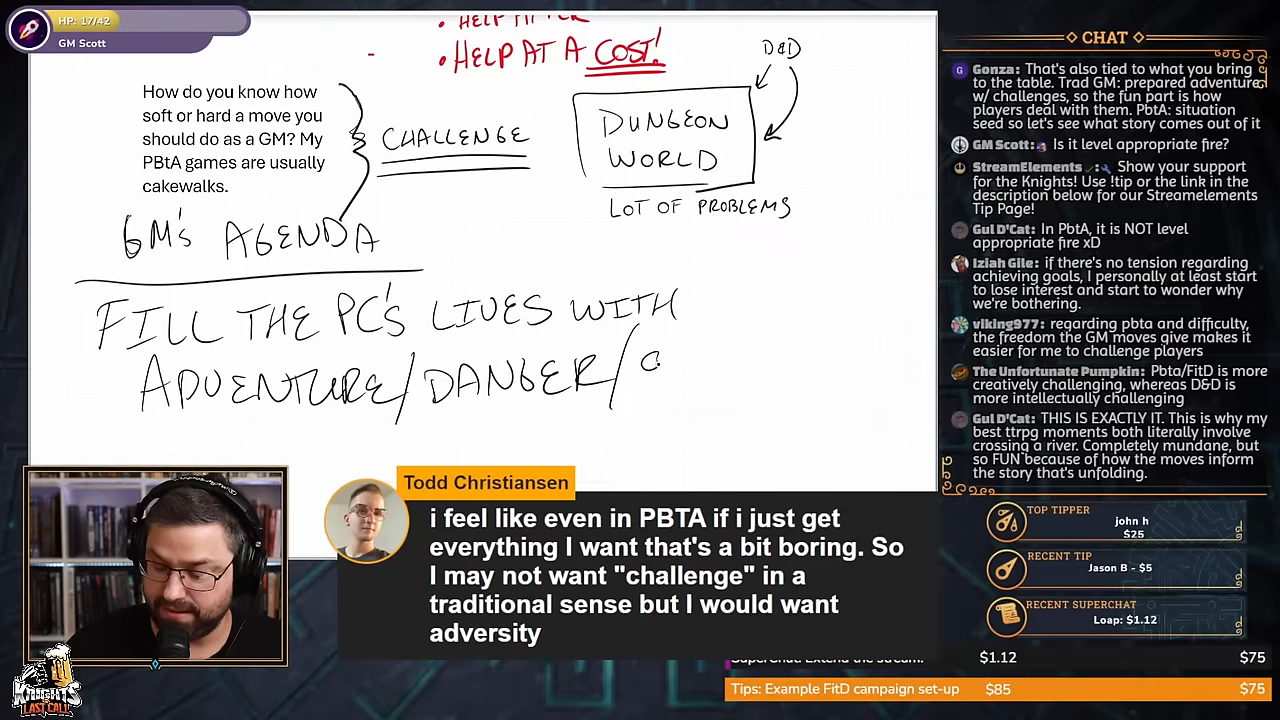 HP: 17/42
GM Scott
• HELP AT A COST!
How do you know how
soft or hard a move you
should do as a GM? My
PBtA games are usually
cakewalks.
CHALLENGE
D&D
DUNGEON
WORLD
LOT OF PROBLEMS
GM's AGENDA
FILL THE PC's LIVES WITH
ADVENTURE/DANGER/
CHAT
Gonza: That's also tied to what you bring
to the table. Trad GM: prepared adventure
w/ challenges, so the fun part is how
players deal with them. PbtA: situation
seed so let's see what story comes out of it
GM Scott: Is it level appropriate fire?
StreamElements: Show your support
for the Knights! Use !tip or the link in the
description below for our Streamelements
Tip Page!
Gul D'Cat: In PbtA, it is NOT level
appropriate fire xD
Iziah Gile: if there's no tension regarding
achieving goals, I personally at least start
to lose interest and start to wonder why
we're bothering.
viking977: regarding pbta and difficulty,
the freedom the GM moves give makes it
easier for me to challenge players
The Unfortunate Pumpkin: Pbta/FitD is more
creatively challenging, whereas D&D is
more intellectually challenging
Gul D'Cat: THIS IS EXACTLY IT. This is why my
best ttrpg moments both literally involve
crossing a river. Completely mundane, but
so FUN because of how the moves inform
the story that's unfolding.
Todd Christiansen
i feel like even in PBTA if i just get
everything I want that's a bit boring. So
I may not want "challenge" in a
traditional sense but I would want
adversity
TOP TIPPER
john h
$25
RECENT TIP
Jason B - $5
RECENT SUPERCHAT
Loap: $1.12
SuperChat: Extend the stream! $1.12 $75
Tips: Example FitD campaign set-up $85 $75
KNIGHTS
LAST CALL